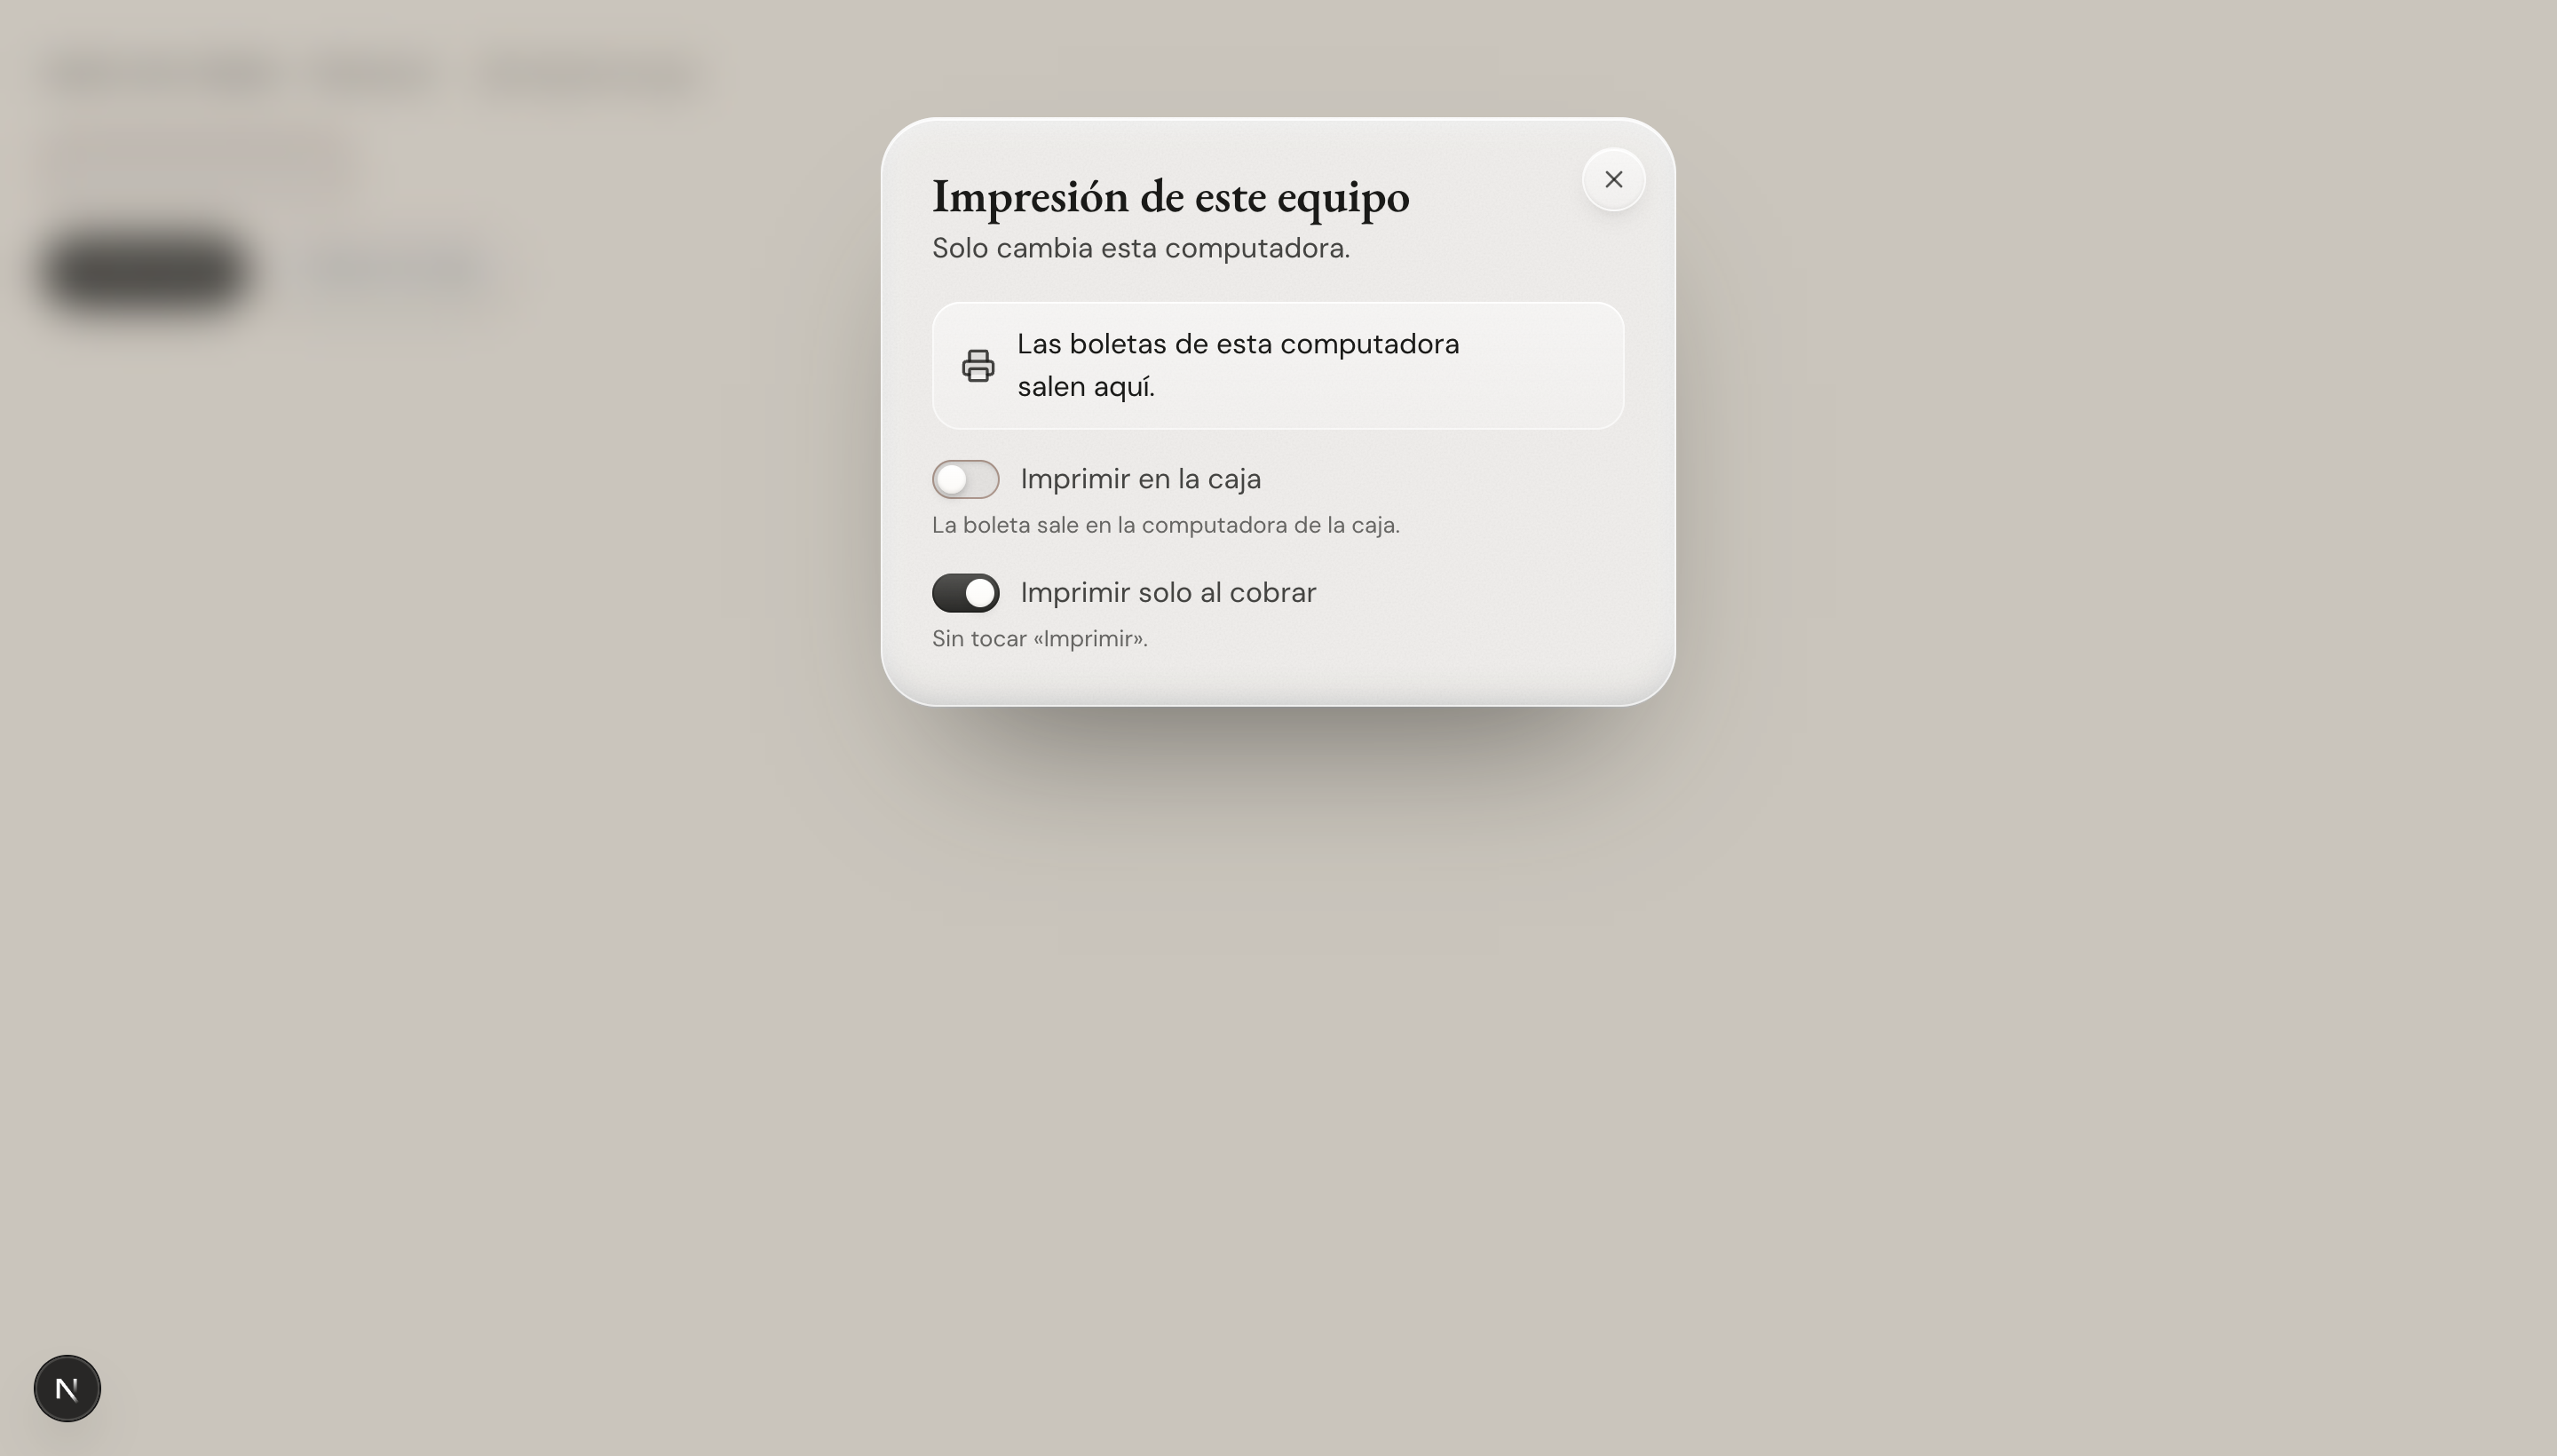 Impresión de este equipo
Solo cambia esta computadora.
Las boletas de esta computadora
salen aquí.
Imprimir en la caja
La boleta sale en la computadora de la caja.
Imprimir solo al cobrar
Sin tocar «Imprimir».
N